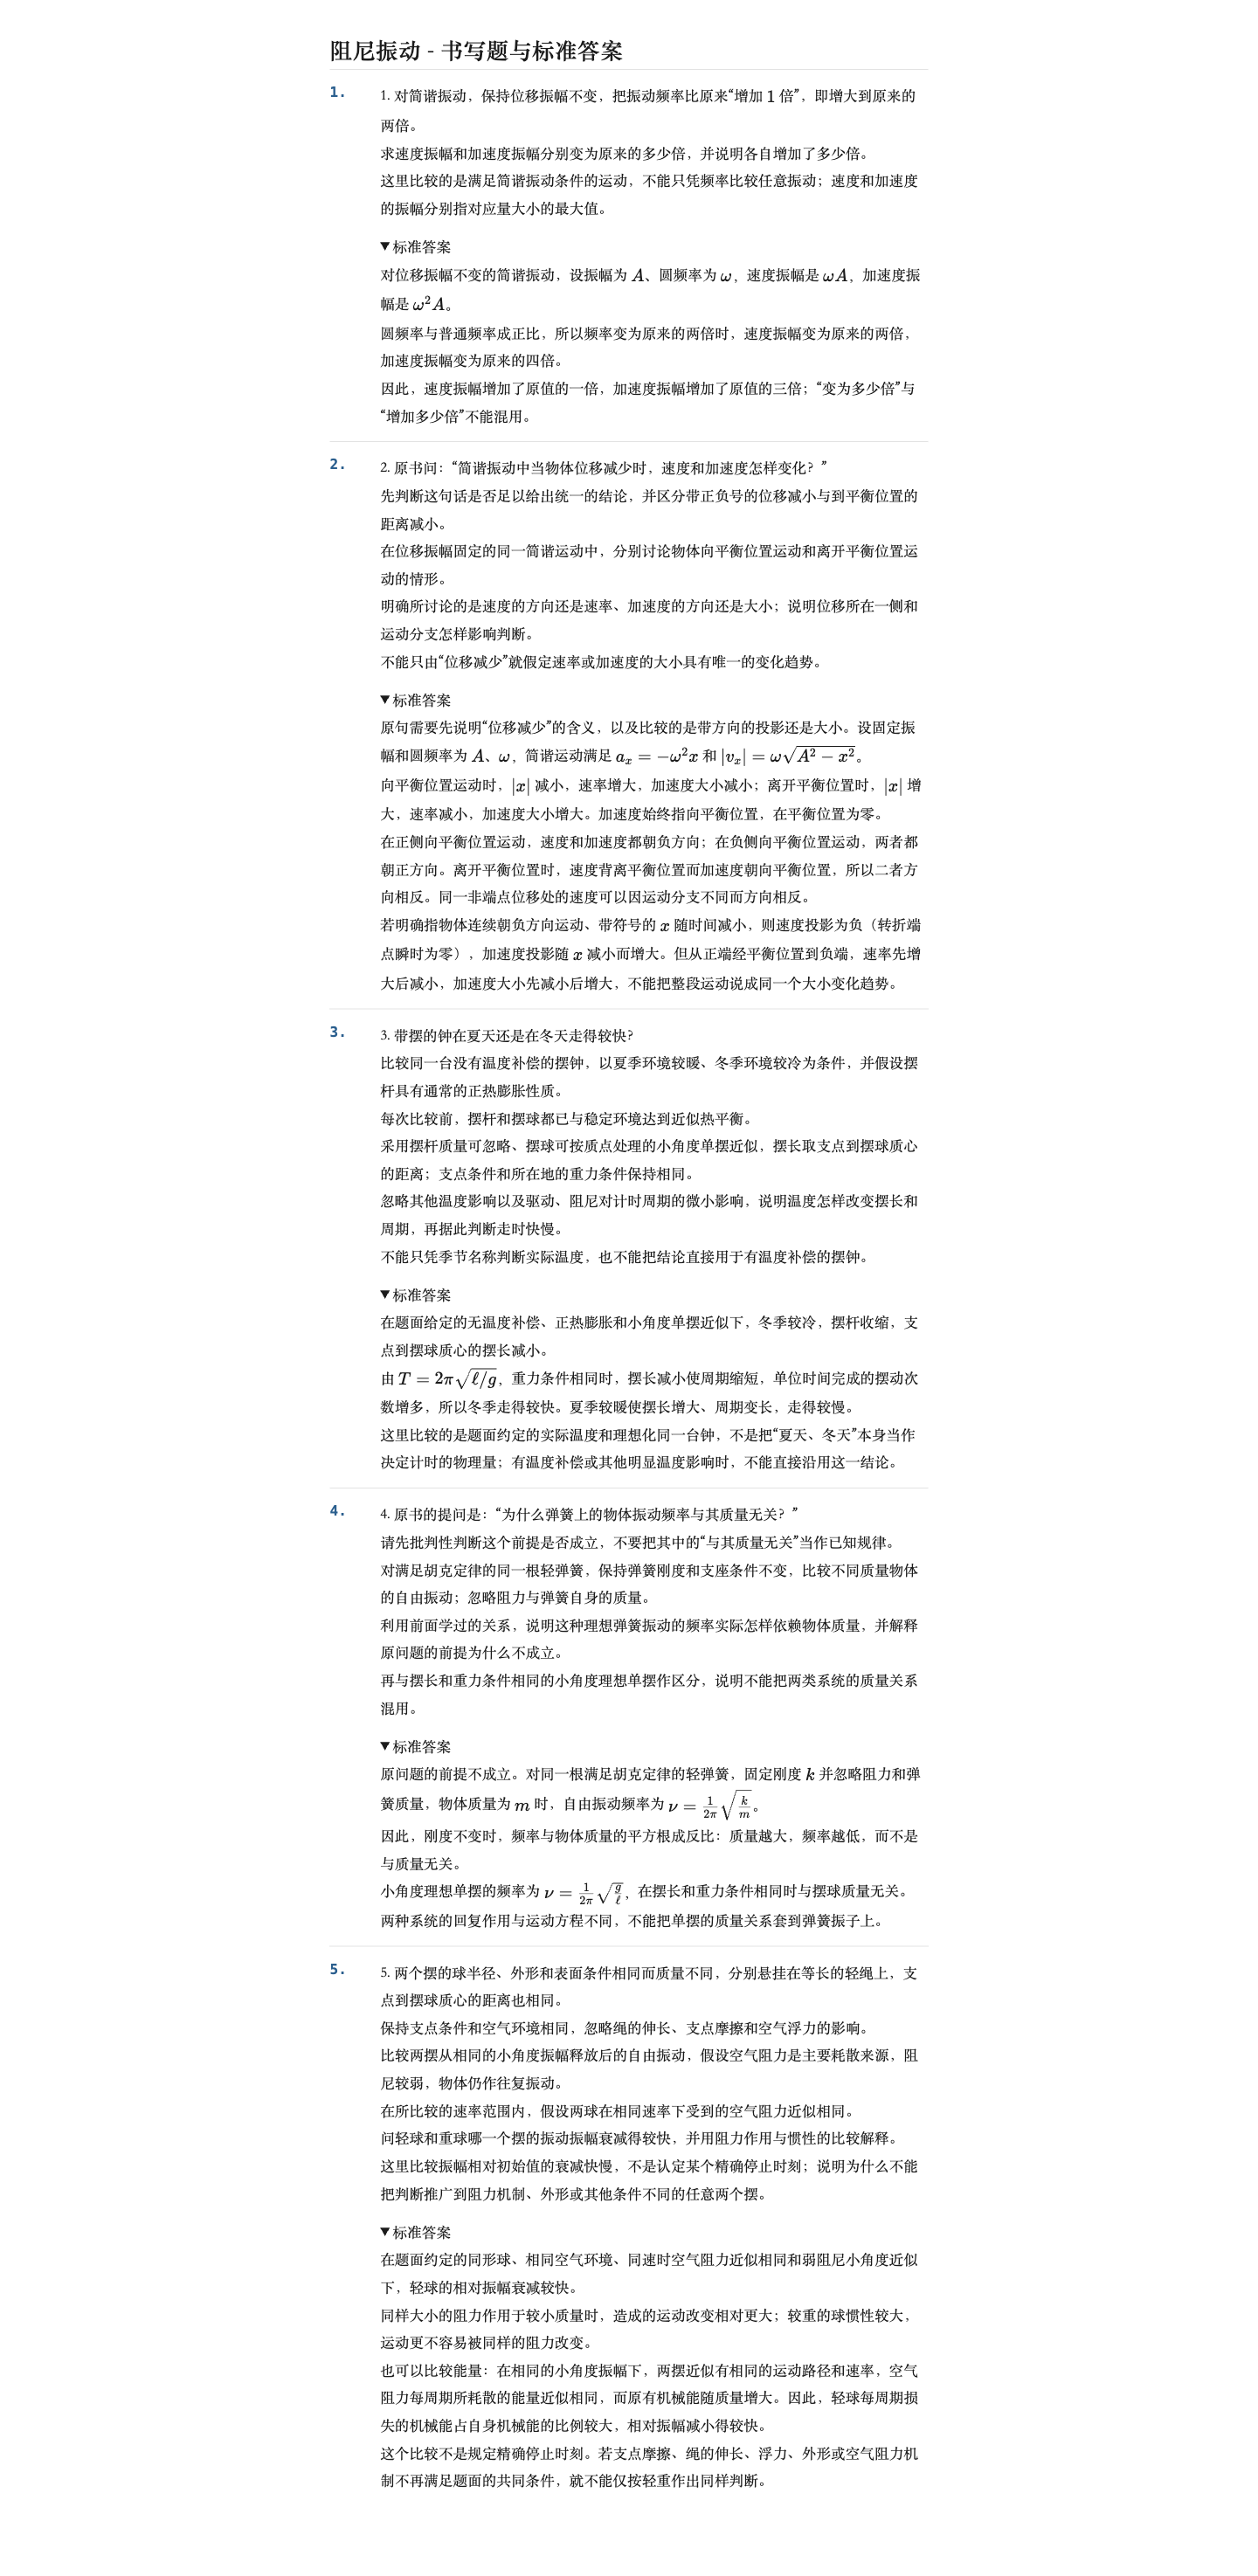 阻尼振动 - 书写题与标准答案
1.
1. 对简谐振动，保持位移振幅不变，把振动频率比原来“增加 1 倍”，即增大到原来的
两倍。
求速度振幅和加速度振幅分别变为原来的多少倍，并说明各自增加了多少倍。
这里比较的是满足简谐振动条件的运动，不能只凭频率比较任意振动；速度和加速度
的振幅分别指对应量大小的最大值。
▼标准答案
对位移振幅不变的简谐振动，设振幅为 A、圆频率为 ω，速度振幅是 ωA，加速度振
幅是 ω²A。
圆频率与普通频率成正比，所以频率变为原来的两倍时，速度振幅变为原来的两倍，
加速度振幅变为原来的四倍。
因此，速度振幅增加了原值的一倍，加速度振幅增加了原值的三倍；“变为多少倍”与
“增加多少倍”不能混用。
2.
2. 原书问：“简谐振动中当物体位移减少时，速度和加速度怎样变化？”
先判断这句话是否足以给出统一的结论，并区分带正负号的位移减小与到平衡位置的
距离减小。
在位移振幅固定的同一简谐运动中，分别讨论物体向平衡位置运动和离开平衡位置运
动的情形。
明确所讨论的是速度的方向还是速率、加速度的方向还是大小；说明位移所在一侧和
运动分支怎样影响判断。
不能只由“位移减少”就假定速率或加速度的大小具有唯一的变化趋势。
▼标准答案
原句需要先说明“位移减少”的含义，以及比较的是带方向的投影还是大小。设固定振
幅和圆频率为 A、ω，简谐运动满足 aₓ = −ω²x 和 |vₓ| = ω√(A² − x²)。
向平衡位置运动时，|x| 减小，速率增大，加速度大小减小；离开平衡位置时，|x| 增
大，速率减小，加速度大小增大。加速度始终指向平衡位置，在平衡位置为零。
在正侧向平衡位置运动，速度和加速度都朝负方向；在负侧向平衡位置运动，两者都
朝正方向。离开平衡位置时，速度背离平衡位置而加速度朝向平衡位置，所以二者方
向相反。同一非端点位移处的速度可以因运动分支不同而方向相反。
若明确指物体连续朝负方向运动、带符号的 x 随时间减小，则速度投影为负（转折端
点瞬时为零），加速度投影随 x 减小而增大。但从正端经平衡位置到负端，速率先增
大后减小，加速度大小先减小后增大，不能把整段运动说成同一个大小变化趋势。
3.
3. 带摆的钟在夏天还是在冬天走得较快？
比较同一台没有温度补偿的摆钟，以夏季环境较暖、冬季环境较冷为条件，并假设摆
杆具有通常的正热膨胀性质。
每次比较前，摆杆和摆球都已与稳定环境达到近似热平衡。
采用摆杆质量可忽略、摆球可按质点处理的小角度单摆近似，摆长取支点到摆球质心
的距离；支点条件和所在地的重力条件保持相同。
忽略其他温度影响以及驱动、阻尼对计时周期的微小影响，说明温度怎样改变摆长和
周期，再据此判断走时快慢。
不能只凭季节名称判断实际温度，也不能把结论直接用于有温度补偿的摆钟。
▼标准答案
在题面给定的无温度补偿、正热膨胀和小角度单摆近似下，冬季较冷，摆杆收缩，支
点到摆球质心的摆长减小。
由 T = 2π√(ℓ/g)，重力条件相同时，摆长减小使周期缩短，单位时间完成的摆动次
数增多，所以冬季走得较快。夏季较暖使摆长增大、周期变长，走得较慢。
这里比较的是题面约定的实际温度和理想化同一台钟，不是把“夏天、冬天”本身当作
决定计时的物理量；有温度补偿或其他明显温度影响时，不能直接沿用这一结论。
4.
4. 原书的提问是：“为什么弹簧上的物体振动频率与其质量无关？”
请先批判性判断这个前提是否成立，不要把其中的“与其质量无关”当作已知规律。
对满足胡克定律的同一根轻弹簧，保持弹簧刚度和支座条件不变，比较不同质量物体
的自由振动；忽略阻力与弹簧自身的质量。
利用前面学过的关系，说明这种理想弹簧振动的频率实际怎样依赖物体质量，并解释
原问题的前提为什么不成立。
再与摆长和重力条件相同的小角度理想单摆作区分，说明不能把两类系统的质量关系
混用。
▼标准答案
原问题的前提不成立。对同一根满足胡克定律的轻弹簧，固定刚度 k 并忽略阻力和弹
簧质量，物体质量为 m 时，自由振动频率为 ν = 1/2π √(k/m)。
因此，刚度不变时，频率与物体质量的平方根成反比：质量越大，频率越低，而不是
与质量无关。
小角度理想单摆的频率为 ν = 1/2π √(g/ℓ)，在摆长和重力条件相同时与摆球质量无关。
两种系统的回复作用与运动方程不同，不能把单摆的质量关系套到弹簧振子上。
5.
5. 两个摆的球半径、外形和表面条件相同而质量不同，分别悬挂在等长的轻绳上，支
点到摆球质心的距离也相同。
保持支点条件和空气环境相同，忽略绳的伸长、支点摩擦和空气浮力的影响。
比较两摆从相同的小角度振幅释放后的自由振动，假设空气阻力是主要耗散来源，阻
尼较弱，物体仍作往复振动。
在所比较的速率范围内，假设两球在相同速率下受到的空气阻力近似相同。
问轻球和重球哪一个摆的振动振幅衰减得较快，并用阻力作用与惯性的比较解释。
这里比较振幅相对初始值的衰减快慢，不是认定某个精确停止时刻；说明为什么不能
把判断推广到阻力机制、外形或其他条件不同的任意两个摆。
▼标准答案
在题面约定的同形球、相同空气环境、同速时空气阻力近似相同和弱阻尼小角度近似
下，轻球的相对振幅衰减较快。
同样大小的阻力作用于较小质量时，造成的运动改变相对更大；较重的球惯性较大，
运动更不容易被同样的阻力改变。
也可以比较能量：在相同的小角度振幅下，两摆近似有相同的运动路径和速率，空气
阻力每周期所耗散的能量近似相同，而原有机械能随质量增大。因此，轻球每周期损
失的机械能占自身机械能的比例较大，相对振幅减小得较快。
这个比较不是规定精确停止时刻。若支点摩擦、绳的伸长、浮力、外形或空气阻力机
制不再满足题面的共同条件，就不能仅按轻重作出同样判断。